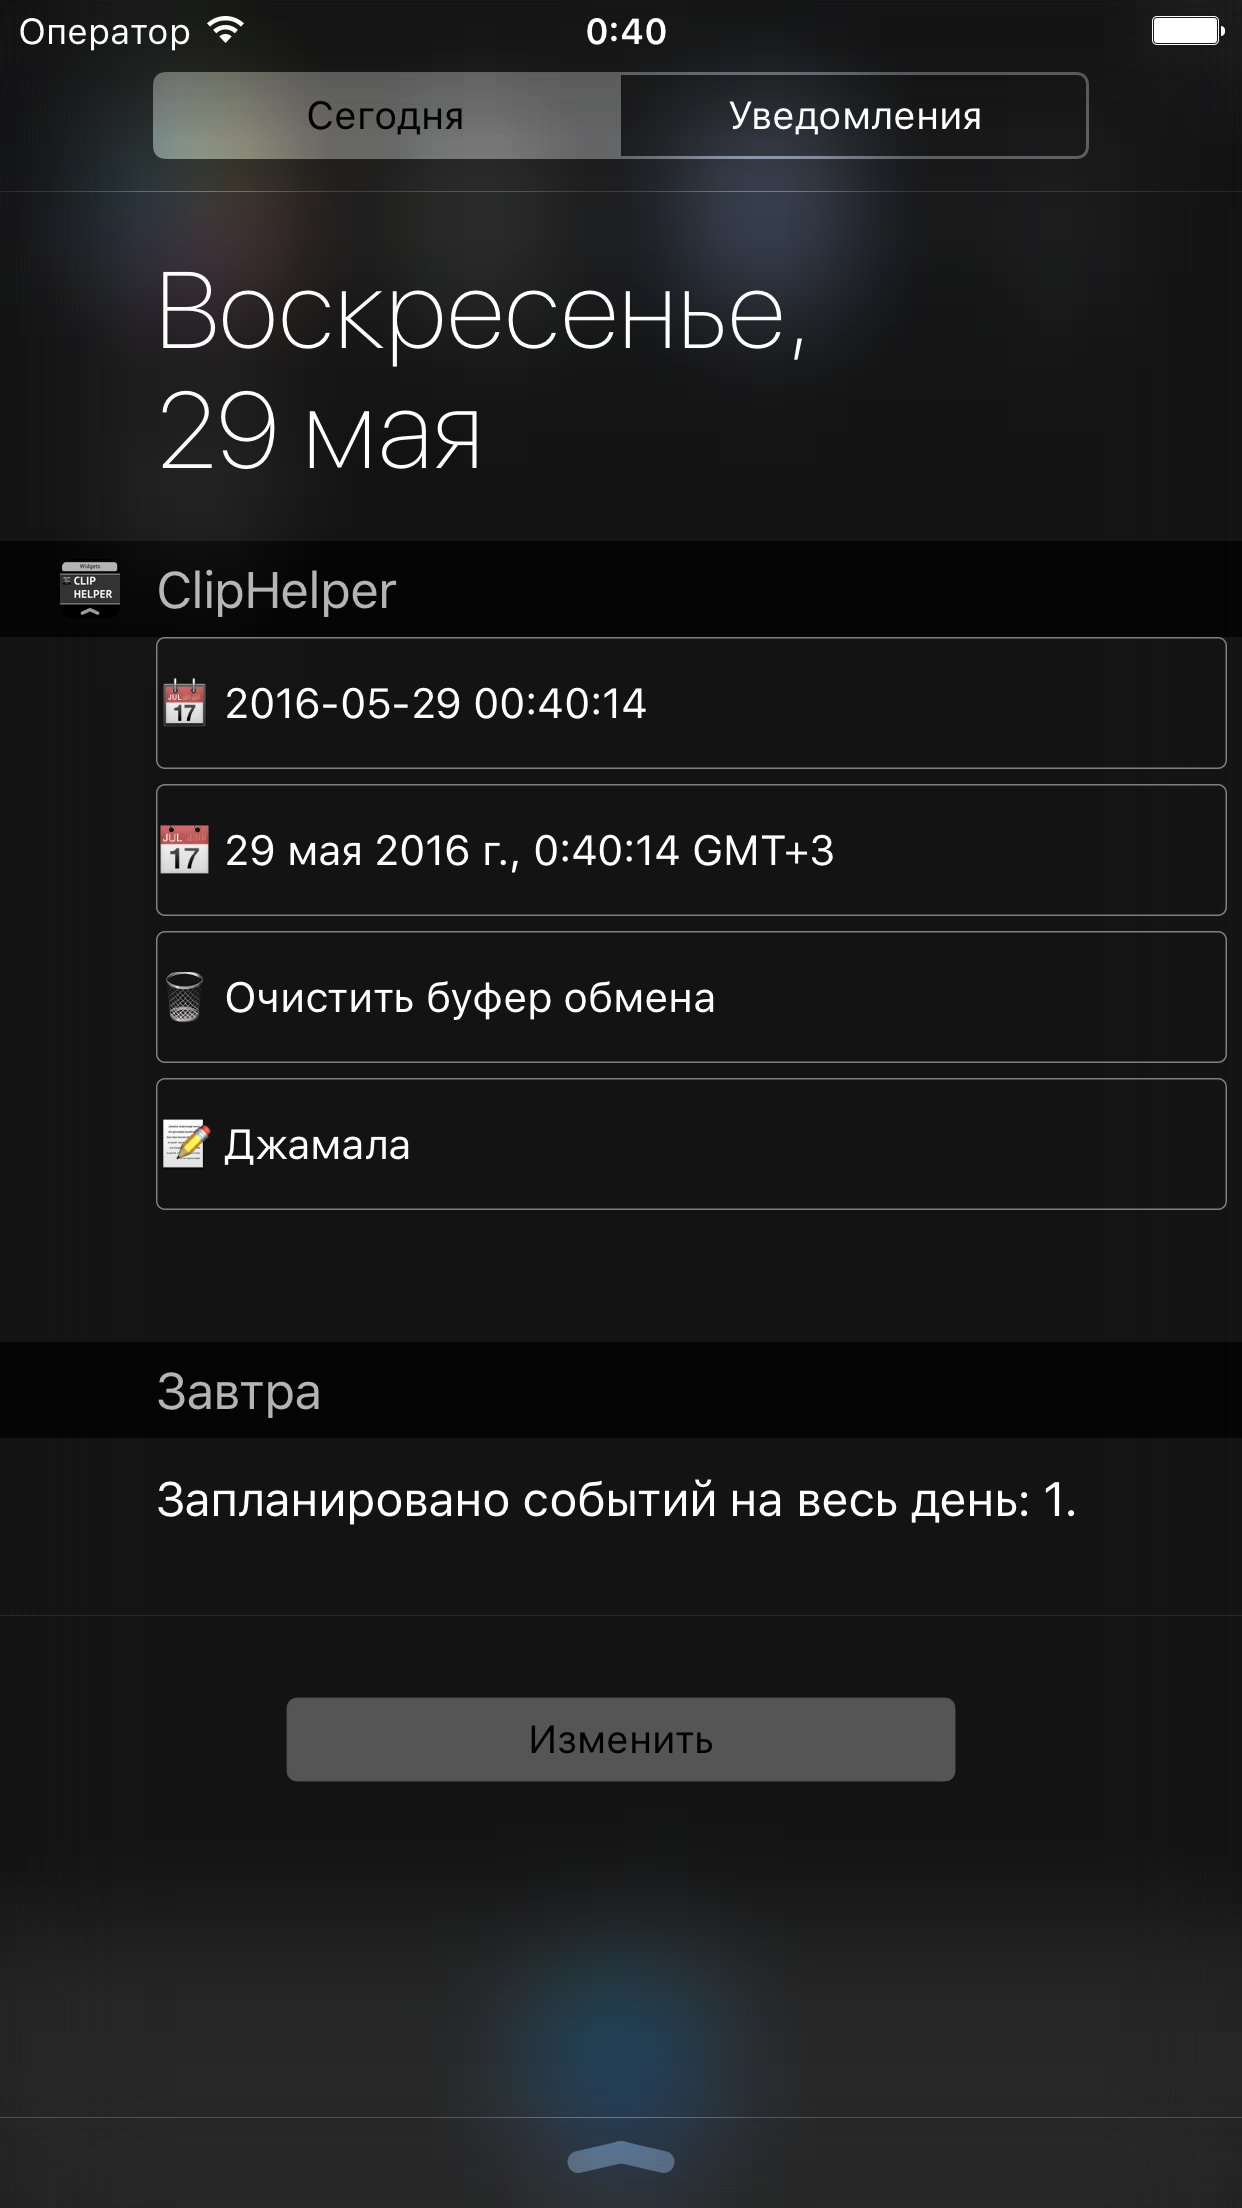 Оператор 0:40
Сегодня Уведомления
Воскресенье,
29 мая
Widgets
CLIP
HELPER
ClipHelper
JUL
17
2016-05-29 00:40:14
JUL
17
29 мая 2016 г., 0:40:14 GMT+3
Очистить буфер обмена
Джамала
Завтра
Запланировано событий на весь день: 1.
Изменить